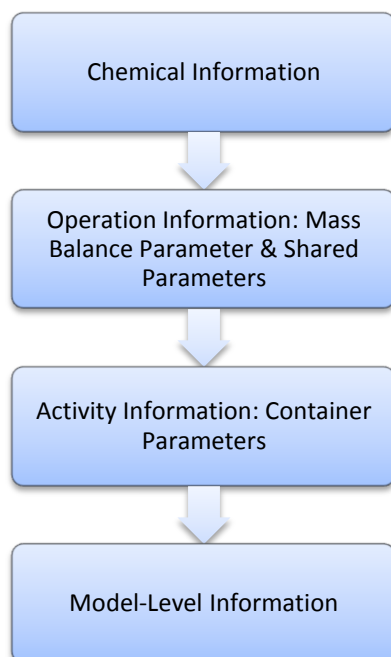 Chemical Information
Operation Information: Mass
Balance Parameter & Shared
Parameters
Activity Information: Container
Parameters
Model-Level Information